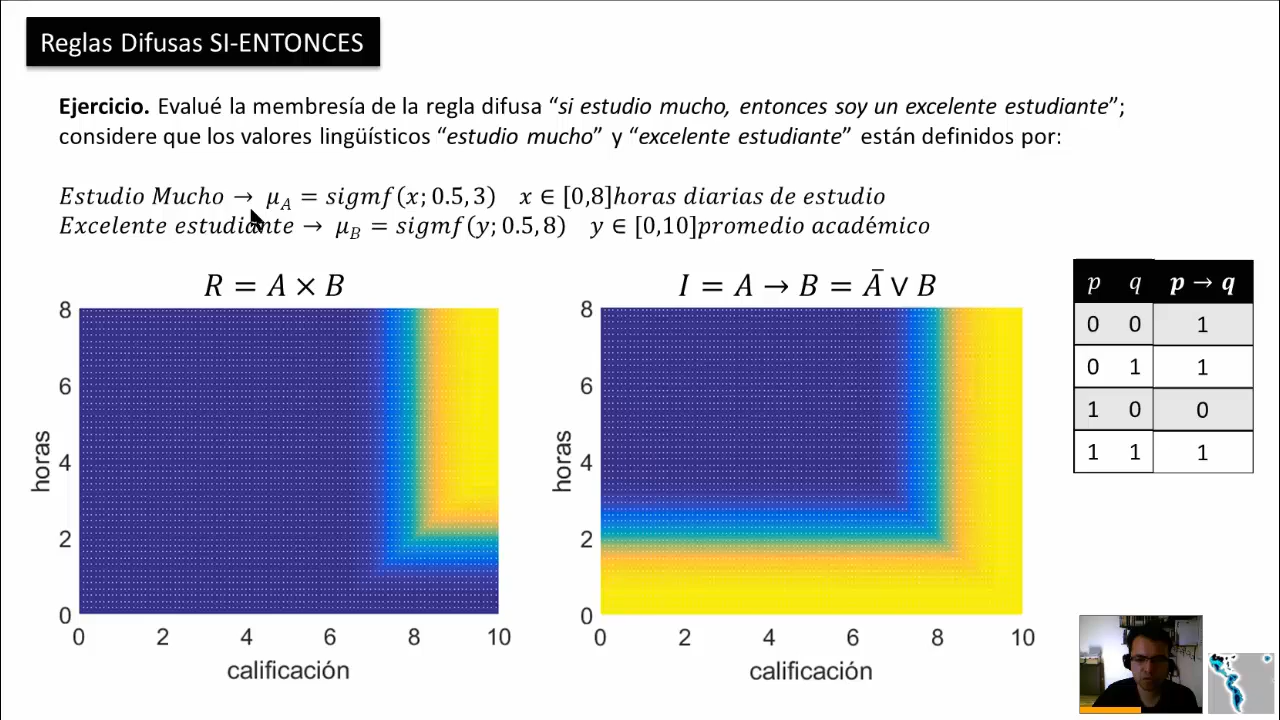 Reglas Difusas SI-ENTONCES
Ejercicio. Evalué la membresía de la regla difusa “si estudio mucho, entonces soy un excelente estudiante”;
considere que los valores lingüísticos “estudio mucho” y “excelente estudiante” están definidos por:
Estudio Mucho → μ_A = sigmf(x; 0.5, 3) x ∈ [0,8]horas diarias de estudio
Excelente estudiante → μ_B = sigmf(y; 0.5, 8) y ∈ [0,10]promedio académico
R = A × B
8
6
4
2
0
horas
0 2 4 6 8 10
calificación
I = A → B = Ā ∨ B
8
6
4
2
0
horas
0 2 4 6 8 10
calificación
p q p → q
0 0 1
0 1 1
1 0 0
1 1 1